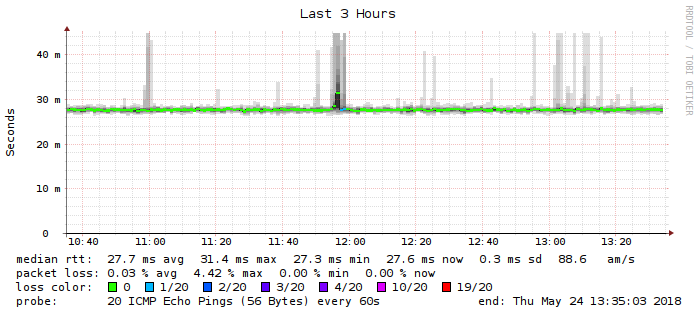 Last 3 Hours
RRDTOOL / TOBI OETIKER
Seconds
40 m
30 m
20 m
10 m
0
10:40 11:00 11:20 11:40 12:00 12:20 12:40 13:00 13:20
median rtt: 27.7 ms avg 31.4 ms max 27.3 ms min 27.6 ms now 0.3 ms sd 88.6 am/s
packet loss: 0.03 % avg 4.42 % max 0.00 % min 0.00 % now
loss color: 0 1/20 2/20 3/20 4/20 10/20 19/20
probe: 20 ICMP Echo Pings (56 Bytes) every 60s end: Thu May 24 13:35:03 2018